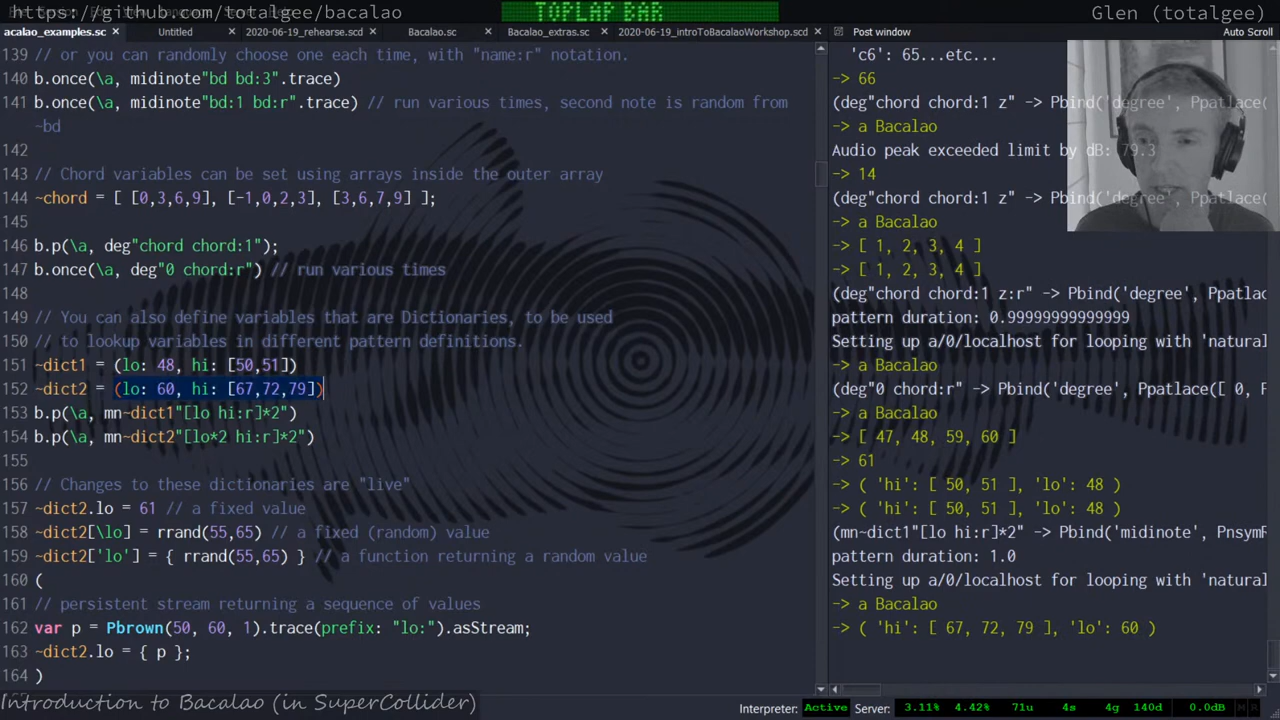 https://github.com/totalgee/bacalao
TOPLAP BAR
Glen (totalgee)
acalao_examples.sc
Untitled
2020-06-19_rehearse.scd
Bacalao.sc
Bacalao_extras.sc
2020-06-19_introToBacalaoWorkshop.scd
Post window
Auto Scroll
139 // or you can randomly choose one each time, with "name:r" notation.
140 b.once(\a, midinote"bd bd:3".trace)
141 b.once(\a, midinote"bd:1 bd:r".trace) // run various times, second note is random from
~bd
142
143 // Chord variables can be set using arrays inside the outer array
144 ~chord = [ [0,3,6,9], [-1,0,2,3], [3,6,7,9] ];
145
146 b.p(\a, deg"chord chord:1");
147 b.once(\a, deg"0 chord:r") // run various times
148
149 // You can also define variables that are Dictionaries, to be used
150 // to lookup variables in different pattern definitions.
151 ~dict1 = (lo: 48, hi: [50,51])
152 ~dict2 = (lo: 60, hi: [67,72,79])
153 b.p(\a, mn~dict1"[lo hi:r]*2")
154 b.p(\a, mn~dict2"[lo*2 hi:r]*2")
155
156 // Changes to these dictionaries are "live"
157 ~dict2.lo = 61 // a fixed value
158 ~dict2[\lo] = rrand(55,65) // a fixed (random) value
159 ~dict2['lo'] = { rrand(55,65) } // a function returning a random value
160 (
161 // persistent stream returning a sequence of values
162 var p = Pbrown(50, 60, 1).trace(prefix: "lo:").asStream;
163 ~dict2.lo = { p };
164 )
'c6': 65...etc...
-> 66
(deg"chord chord:1 z" -> Pbind('degree', Ppatlace(
-> a Bacalao
Audio peak exceeded limit by dB: 79.3
-> 14
(deg"chord chord:1 z" -> Pbind('degree', Ppatlace(
-> a Bacalao
-> [ 1, 2, 3, 4 ]
-> [ 1, 2, 3, 4 ]
(deg"chord chord:1 z:r" -> Pbind('degree', Ppatlac
pattern duration: 0.99999999999999
Setting up a/0/localhost for looping with 'natural
-> a Bacalao
(deg"0 chord:r" -> Pbind('degree', Ppatlace([ 0, F
-> a Bacalao
-> [ 47, 48, 59, 60 ]
-> 61
-> ( 'hi': [ 50, 51 ], 'lo': 48 )
-> ( 'hi': [ 50, 51 ], 'lo': 48 )
(mn~dict1"[lo hi:r]*2" -> Pbind('midinote', PnsymR
pattern duration: 1.0
Setting up a/0/localhost for looping with 'natural
-> a Bacalao
-> ( 'hi': [ 67, 72, 79 ], 'lo': 60 )
Introduction to Bacalao (in SuperCollider)
Interpreter: Active Server: 3.11% 4.42% 71u 4s 4g 140d 0.0dB M R